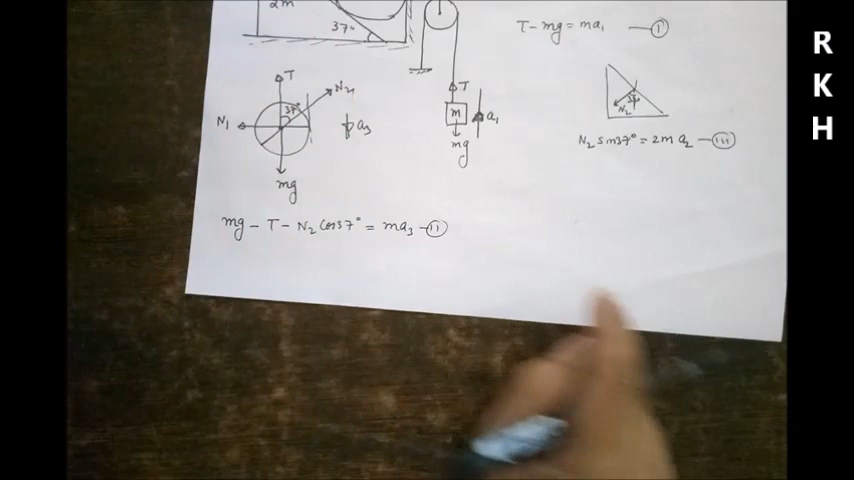 2m
37°
T - mg = ma₁ — (I)
T
N₂
37°
N₁
a₃
mg
T
m
a₁
mg
37°
N₂
N₂ sin37° = 2m a₂ — (III)
mg - T - N₂ cos37° = ma₃ — (II)
R
K
H